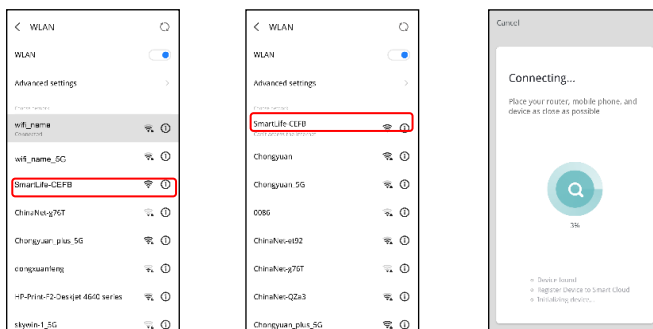 WLAN
WLAN
Advanced settings
wifi_name
Connected
wifi_name_5G
SmartLife-CEFB
ChinaNet-g76T
Chongyuan_plus_5G
dongxuanfeng
HP-Print-F2-Deskjet 4640 series
skywin-1_5G
WLAN
WLAN
Advanced settings
SmartLife-CEFB
Chongyuan
Chongyuan_5G
0086
ChinaNet-et92
ChinaNet-g76T
ChinaNet-QZa3
Chongyuan_plus_5G
Cancel
Connecting...
Place your router, mobile phone, and
device as close as possible
3%
Device found
Register Device to Smart Cloud
Initializing device...